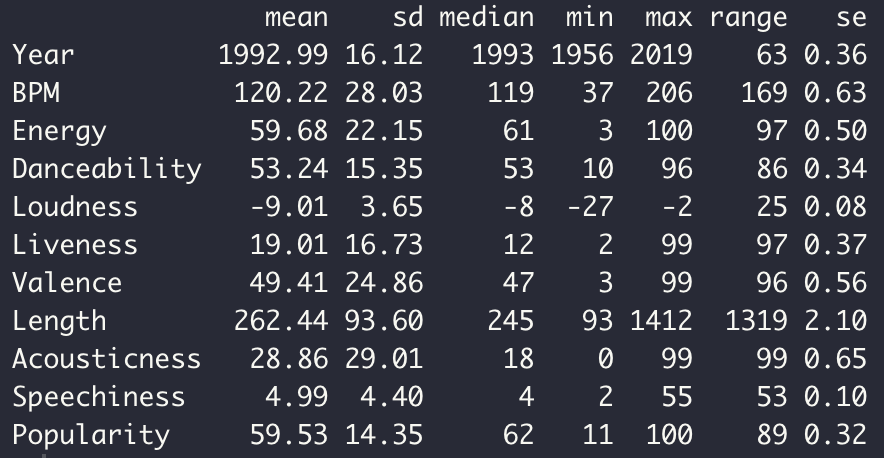 mean sd median min max range se
Year 1992.99 16.12 1993 1956 2019 63 0.36
BPM 120.22 28.03 119 37 206 169 0.63
Energy 59.68 22.15 61 3 100 97 0.50
Danceability 53.24 15.35 53 10 96 86 0.34
Loudness -9.01 3.65 -8 -27 -2 25 0.08
Liveness 19.01 16.73 12 2 99 97 0.37
Valence 49.41 24.86 47 3 99 96 0.56
Length 262.44 93.60 245 93 1412 1319 2.10
Acousticness 28.86 29.01 18 0 99 99 0.65
Speechiness 4.99 4.40 4 2 55 53 0.10
Popularity 59.53 14.35 62 11 100 89 0.32